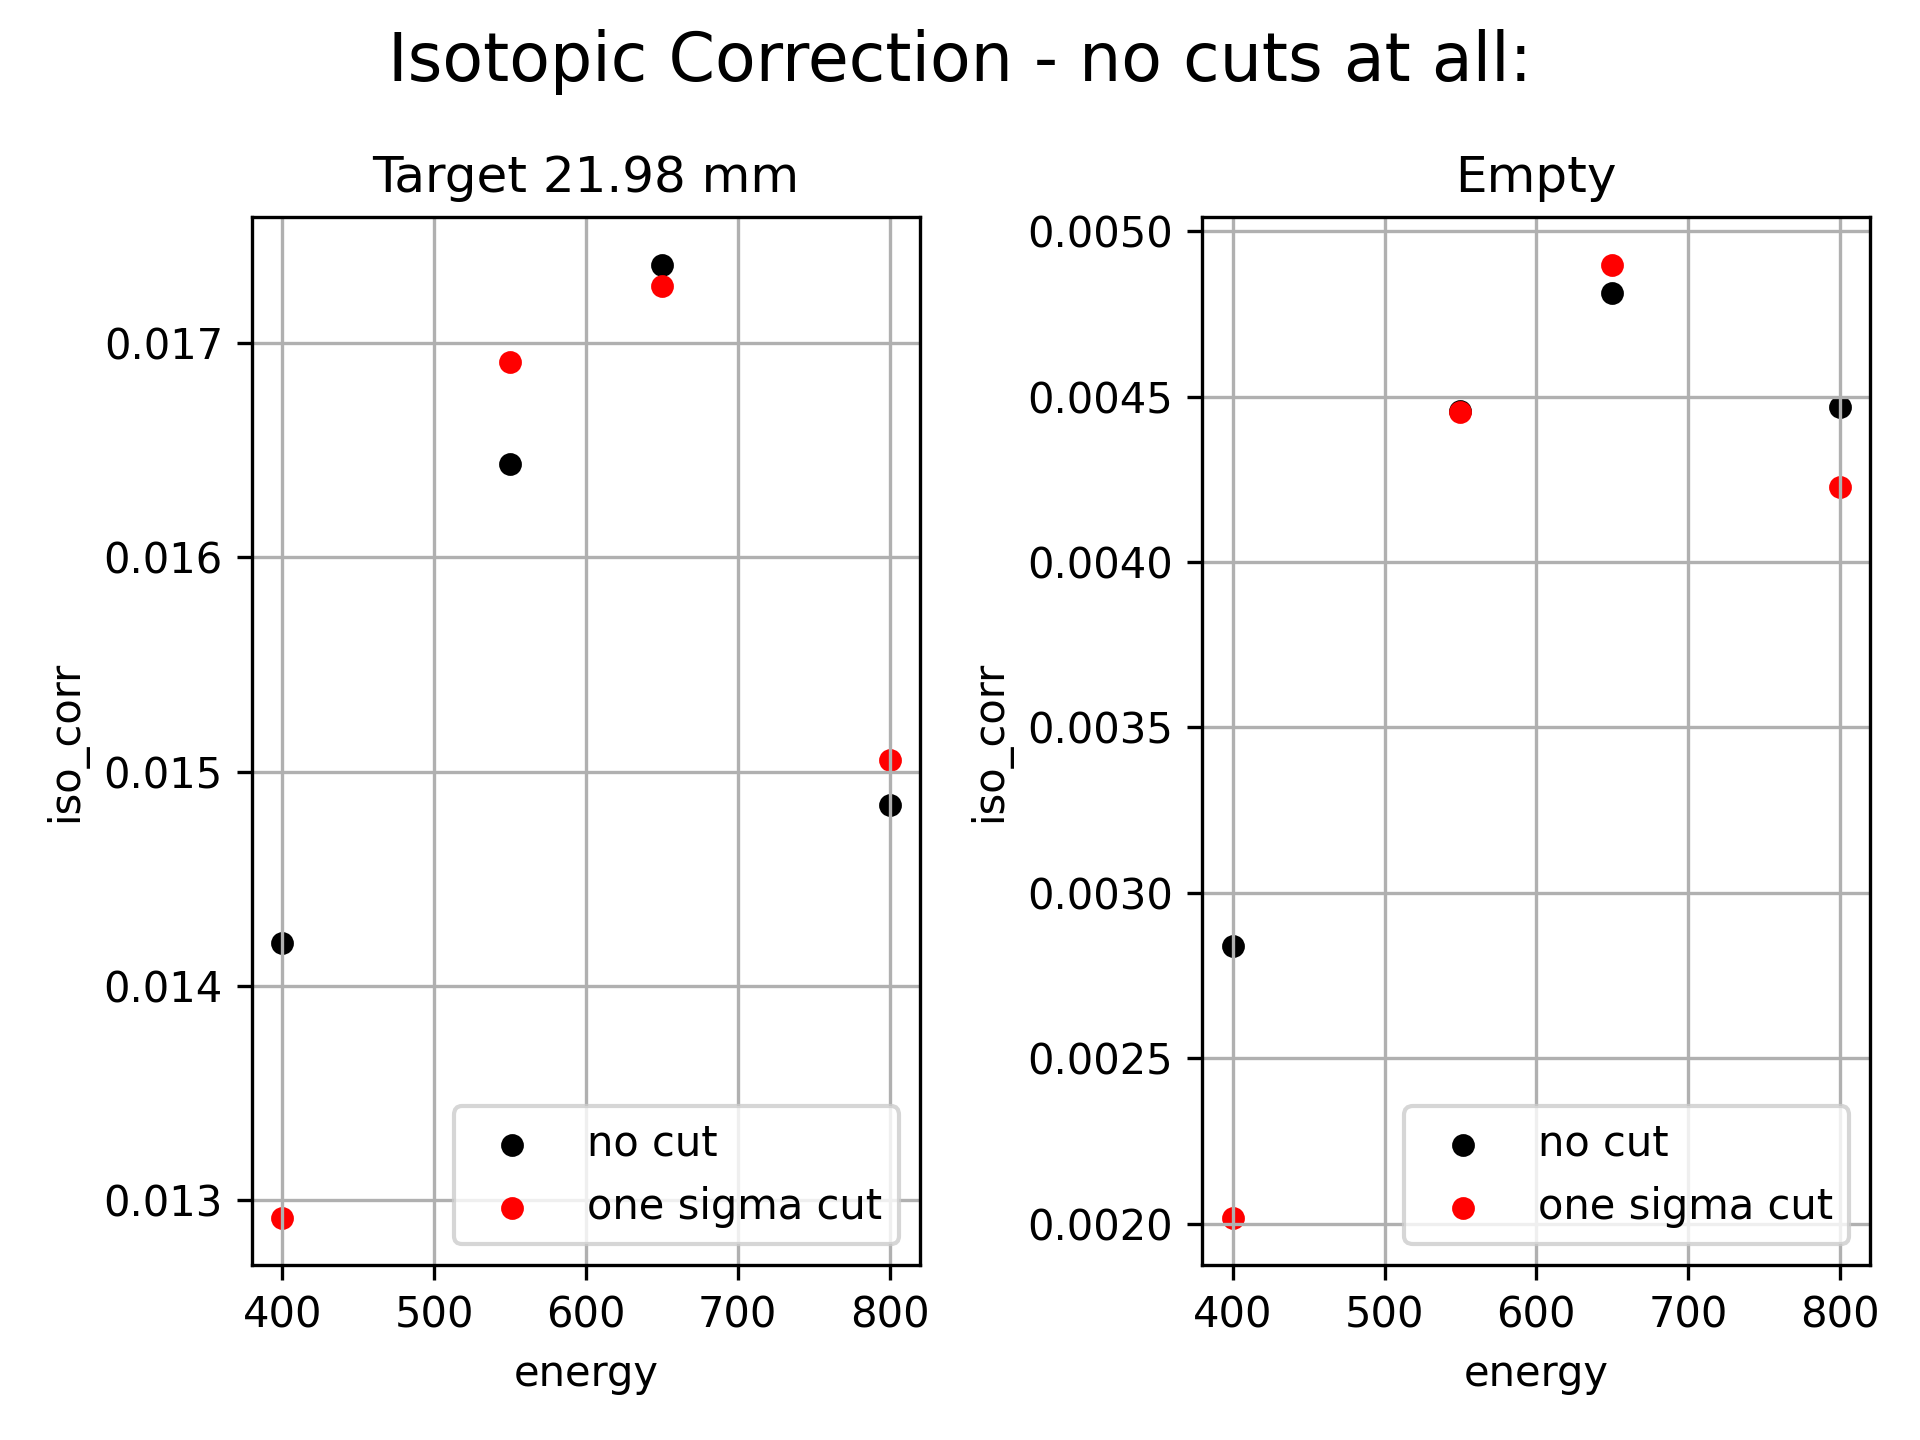 Isotopic Correction - no cuts at all:
Target 21.98 mm
0.017
0.016
0.015
0.014
0.013
iso_corr
400 500 600 700 800
energy
no cut
one sigma cut
Empty
0.0050
0.0045
0.0040
0.0035
0.0030
0.0025
0.0020
iso_corr
400 500 600 700 800
energy
no cut
one sigma cut